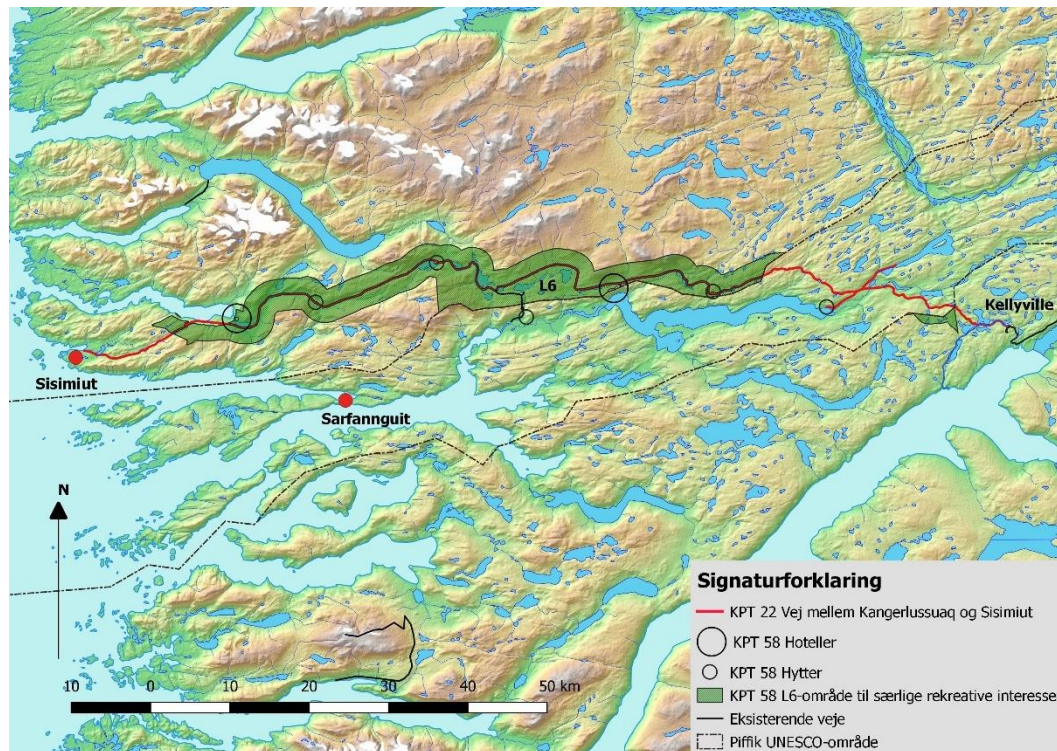 L6
Kellyville
Sisimiut
Sarfannguit
N
10 0 10 20 30 40 50 km
Signaturforklaring
KPT 22 Vej mellem Kangerlussuaq og Sisimiut
KPT 58 Hoteller
KPT 58 Hytter
KPT 58 L6-område til særlige rekreative interesse
Eksisterende veje
Piffik UNESCO-område